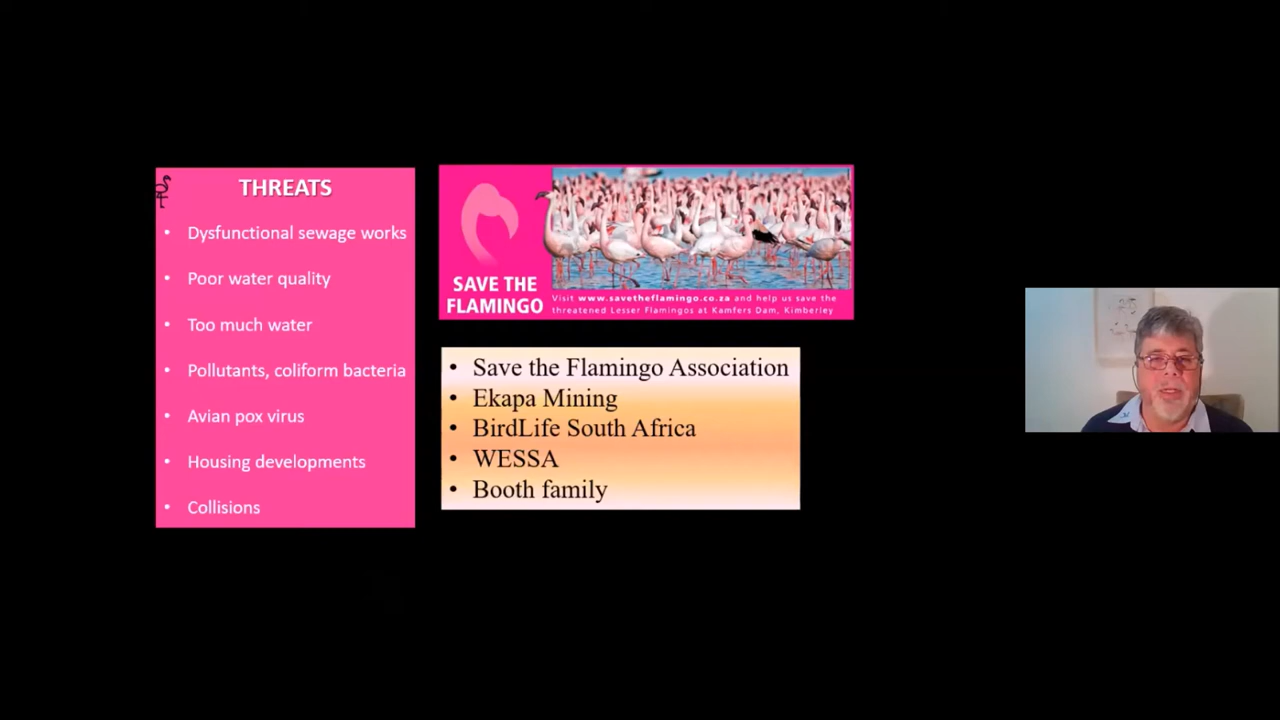 THREATS
• Dysfunctional sewage works
• Poor water quality
• Too much water
• Pollutants, coliform bacteria
• Avian pox virus
• Housing developments
• Collisions
SAVE THE
FLAMINGO
Visit www.savetheflamingo.co.za and help us save the
threatened Lesser Flamingos at Kamfers Dam, Kimberley
• Save the Flamingo Association
• Ekapa Mining
• BirdLife South Africa
• WESSA
• Booth family